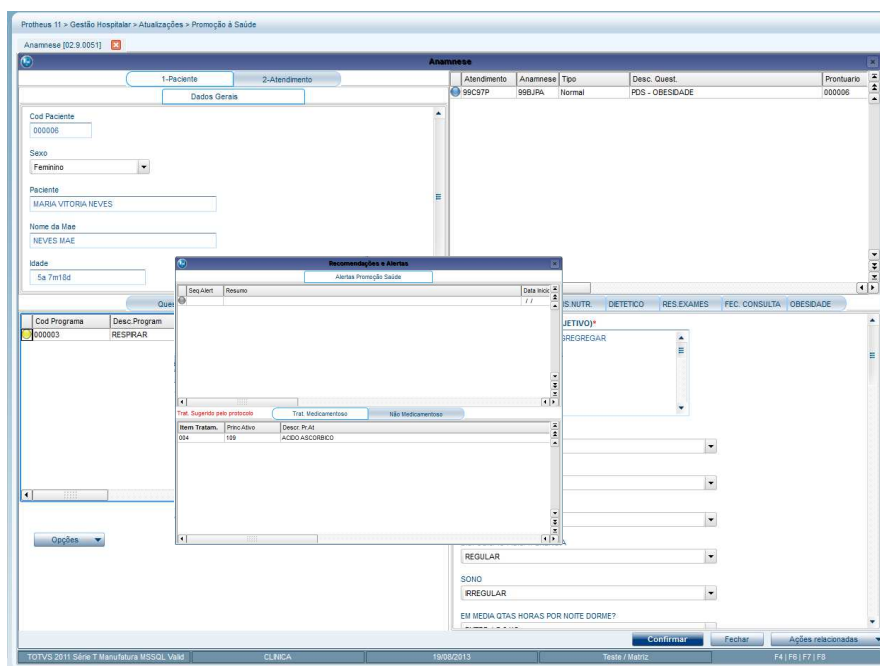 Protheus 11 > Gestão Hospitalar > Atualizações > Promoção à Saúde
Anamnese [02.9.0051]
Anamnese
1-Paciente 2-Atendimento
Dados Gerais
Cod Paciente
000006
Sexo
Feminino
Paciente
MARIA VITORIA NEVES
Nome da Mae
NEVES MAE
Idade
5a 7m18d
Atendimento Anamnese Tipo Desc. Quest. Prontuario
99C97P 99BJPA Normal PDS - OBESIDADE 000006
Recomendações e Alertas
Alertas Promoção Saúde
Seq Alert Resumo Data Inicio
/ /
Trat. Sugerido pelo protocolo Trat. Medicamentoso Não Medicamentoso
Item Tratam. Princ Ativo Descr. Pr.At
004 109 ACIDO ASCORBICO
Cod Programa Desc.Program
000003 RESPIRAR
Opções
IS.NUTR. DIETETICO RES.EXAMES FEC. CONSULTA OBESIDADE
JETIVO)*
GREGREGAR
REGULAR
SONO
IRREGULAR
EM MEDIA QTAS HORAS POR NOITE DORME?
Confirmar Fechar Ações relacionadas
TOTVS 2011 Série T Manufatura MSSQL Valid CLINICA 19/08/2013 Teste / Matriz F4 | F6 | F7 | F8